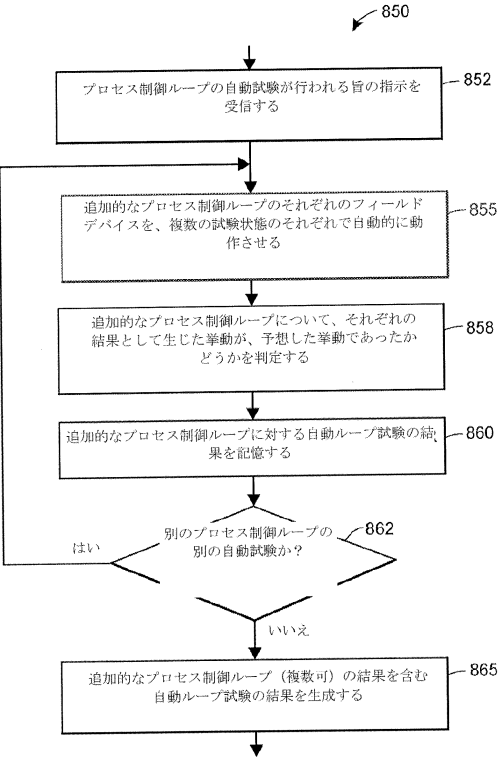 850
プロセス制御ループの自動試験が行われる旨の指示を
受信する
852
追加的なプロセス制御ループのそれぞれのフィールド
デバイスを、複数の試験状態のそれぞれで自動的に動
作させる
855
追加的なプロセス制御ループについて、それぞれの
結果として生じた挙動が、予想した挙動であったか
どうかを判定する
858
追加的なプロセス制御ループに対する自動ループ試験の結
果を記憶する
860
別のプロセス制御ループの
別の自動試験か？
862
はい
いいえ
追加的なプロセス制御ループ（複数可）の結果を含む
自動ループ試験の結果を生成する
865